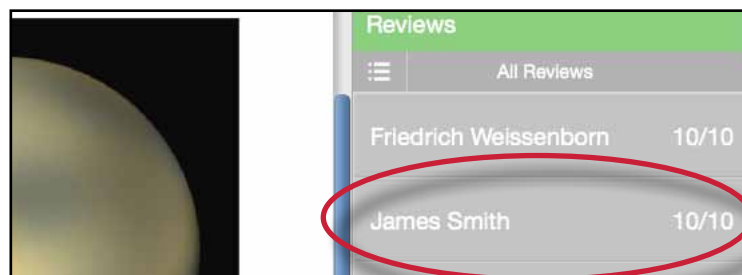 Reviews
All Reviews
Friedrich Weissenborn 10/10
James Smith 10/10